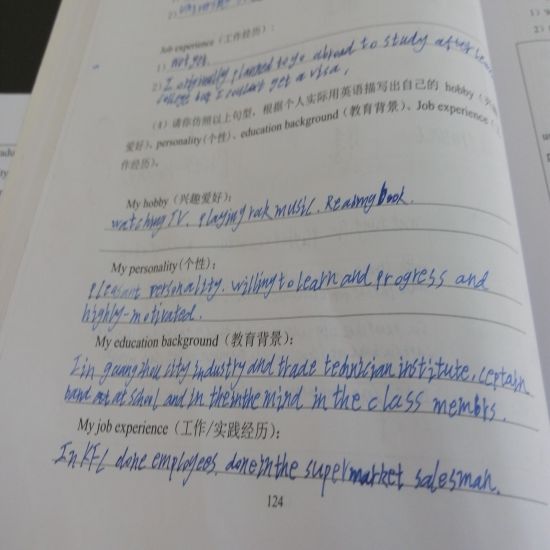 2)
Job experience（工作经历）:
1) not yet.
2) I originally planned to go abroad to study after
college but I couldn't get a visa,
（4）请你仿照以上句型，根据个人实际用英语描写出自己的 hobby（兴趣
爱好）、personality（个性）、education background（教育背景）、Job experience（工
作经历）。
My hobby（兴趣爱好）:
watching TV. Playing rock music. Reading book.
My personality（个性）:
pleasant personality. willing to learn and progress and
highly-motivated.
My education background（教育背景）:
I in guangzhou city industry and trade technician institute.
at school and in the in the mind in the class membrs.
My job experience（工作/实践经历）:
In KFC done employees. done in the supermarket salesman.
124
1)
2)